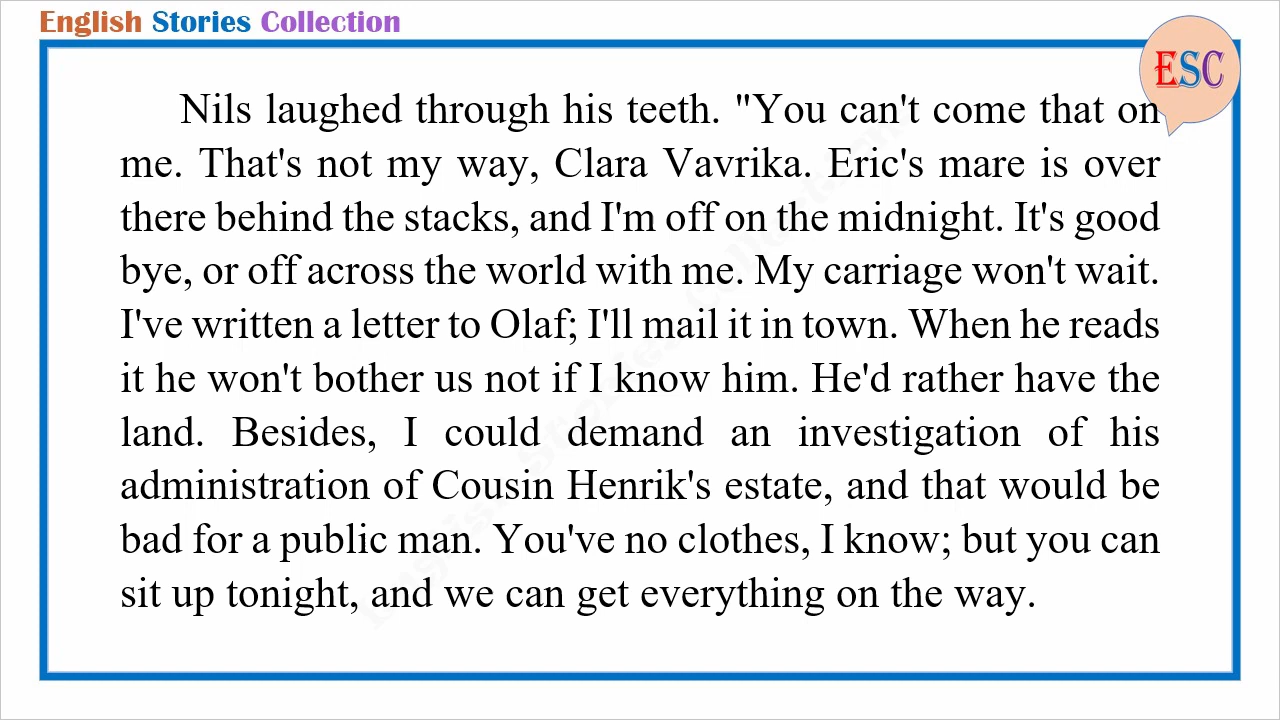 English Stories Collection
ESC
Nils laughed through his teeth. "You can't come that on
me. That's not my way, Clara Vavrika. Eric's mare is over
there behind the stacks, and I'm off on the midnight. It's good
bye, or off across the world with me. My carriage won't wait.
I've written a letter to Olaf; I'll mail it in town. When he reads
it he won't bother us not if I know him. He'd rather have the
land. Besides, I could demand an investigation of his
administration of Cousin Henrik's estate, and that would be
bad for a public man. You've no clothes, I know; but you can
sit up tonight, and we can get everything on the way.
English Stories Collection